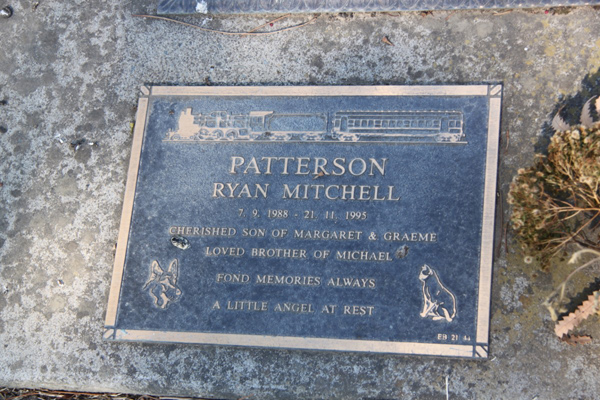 PATTERSON
RYAN MITCHELL
7. 9. 1988 - 21. 11. 1995
CHERISHED SON OF MARGARET & GRAEME
LOVED BROTHER OF MICHAEL
FOND MEMORIES ALWAYS
A LITTLE ANGEL AT REST